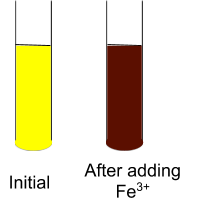 Initial
After adding
Fe³⁺